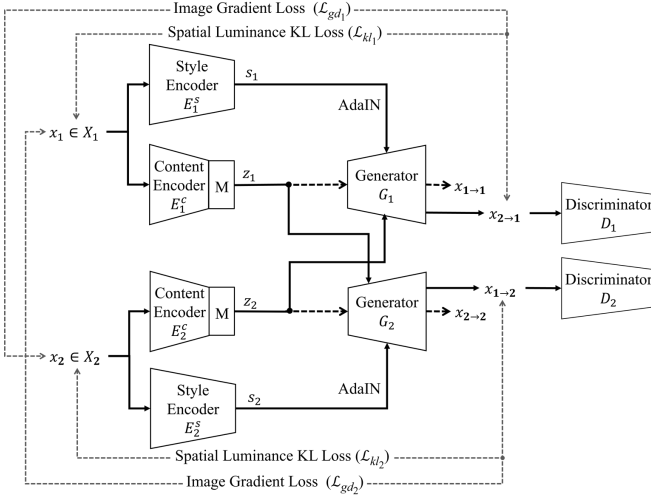 Image Gradient Loss (ℒ_{gd_1})
Spatial Luminance KL Loss (ℒ_{kl_1})
Style
Encoder
E_1^s
s_1
AdaIN
x_1 ∈ X_1
Content
Encoder
E_1^c
M
z_1
Generator
G_1
x_{1→1}
x_{2→1}
Discriminator
D_1
Content
Encoder
E_2^c
M
z_2
Generator
G_2
x_{1→2}
x_{2→2}
Discriminator
D_2
x_2 ∈ X_2
Style
Encoder
E_2^s
s_2
AdaIN
Spatial Luminance KL Loss (ℒ_{kl_2})
Image Gradient Loss (ℒ_{gd_2})